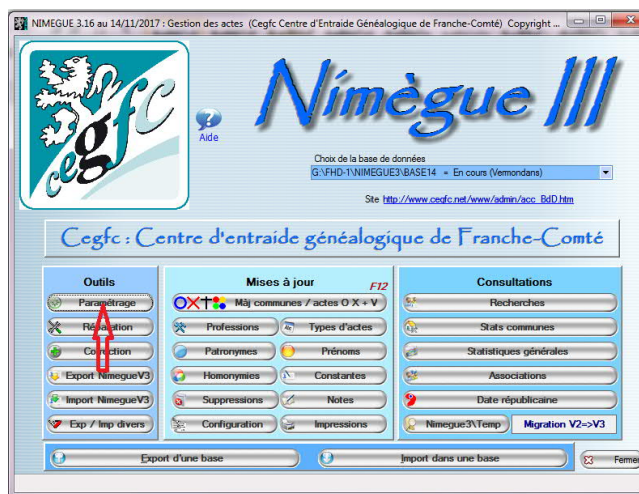 NIMEGUE 3.16 au 14/11/2017 : Gestion des actes (Cegfc Centre d'Entraide Généalogique de Franche-Comté) Copyright ...
cegfc
Aide
Nimègue III
Choix de la base de données
G:\FHD-1\NIMEGUE3\BASE14 = En cours (Vermondans)
Site http://www.cegfc.net/www/admin/acc_BdD.htm
Cegfc : Centre d'entraide généalogique de Franche-Comté
Outils
Paramétrage
Réparation
Correction
Export NimegueV3
Import NimegueV3
Exp / Imp divers
Mises à jour
F12
OX† Màj communes / actes O X + V
Professions
Types d'actes
Patronymes
Prénoms
Homonymies
Constantes
Suppressions
Notes
Configuration
Impressions
Consultations
Recherches
Stats communes
Statistiques générales
Associations
Date républicaine
Nimegue3\Temp
Migration V2=>V3
Export d'une base
Import dans une base
Fermer